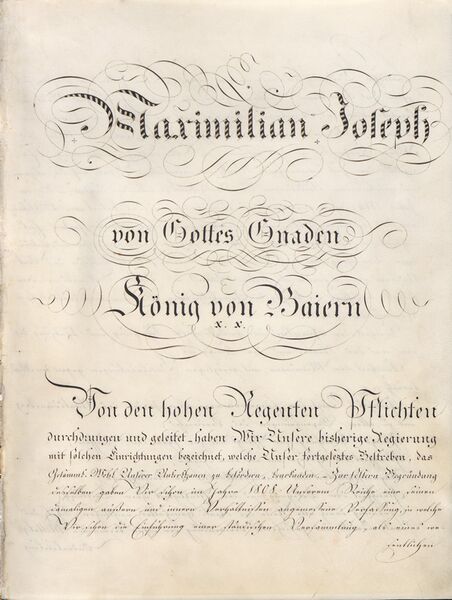 Maximilian Joseph
von Gottes Gnaden
König von Baiern
x. x.
Von den hohen Regenten Pflichten
durchdrungen und geleitet – haben Wir Unsere bisherige Regierung
mit solchen Einrichtungen bezeichnet, welche Unser fortgesetztes Bestreben, das
Gesammt-Wohl Unserer Unterthanen zu befördern, beurkunden. – Zur festern Begründung
desselben gaben Wir schon im Jahre 1808 Unserem Reiche eine seinen
damaligen äussern und innern Verhältnissen angemessene Verfassung, in welcher
Wir schon die Einführung einer ständischen Versammlung, als eines we-
sentlichen